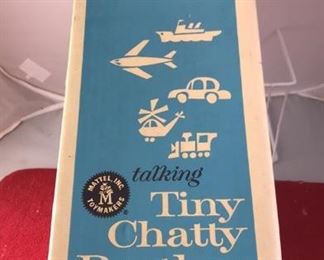 talking
MATTEL, INC.
M
TOYMAKERS
Tiny
Chatty